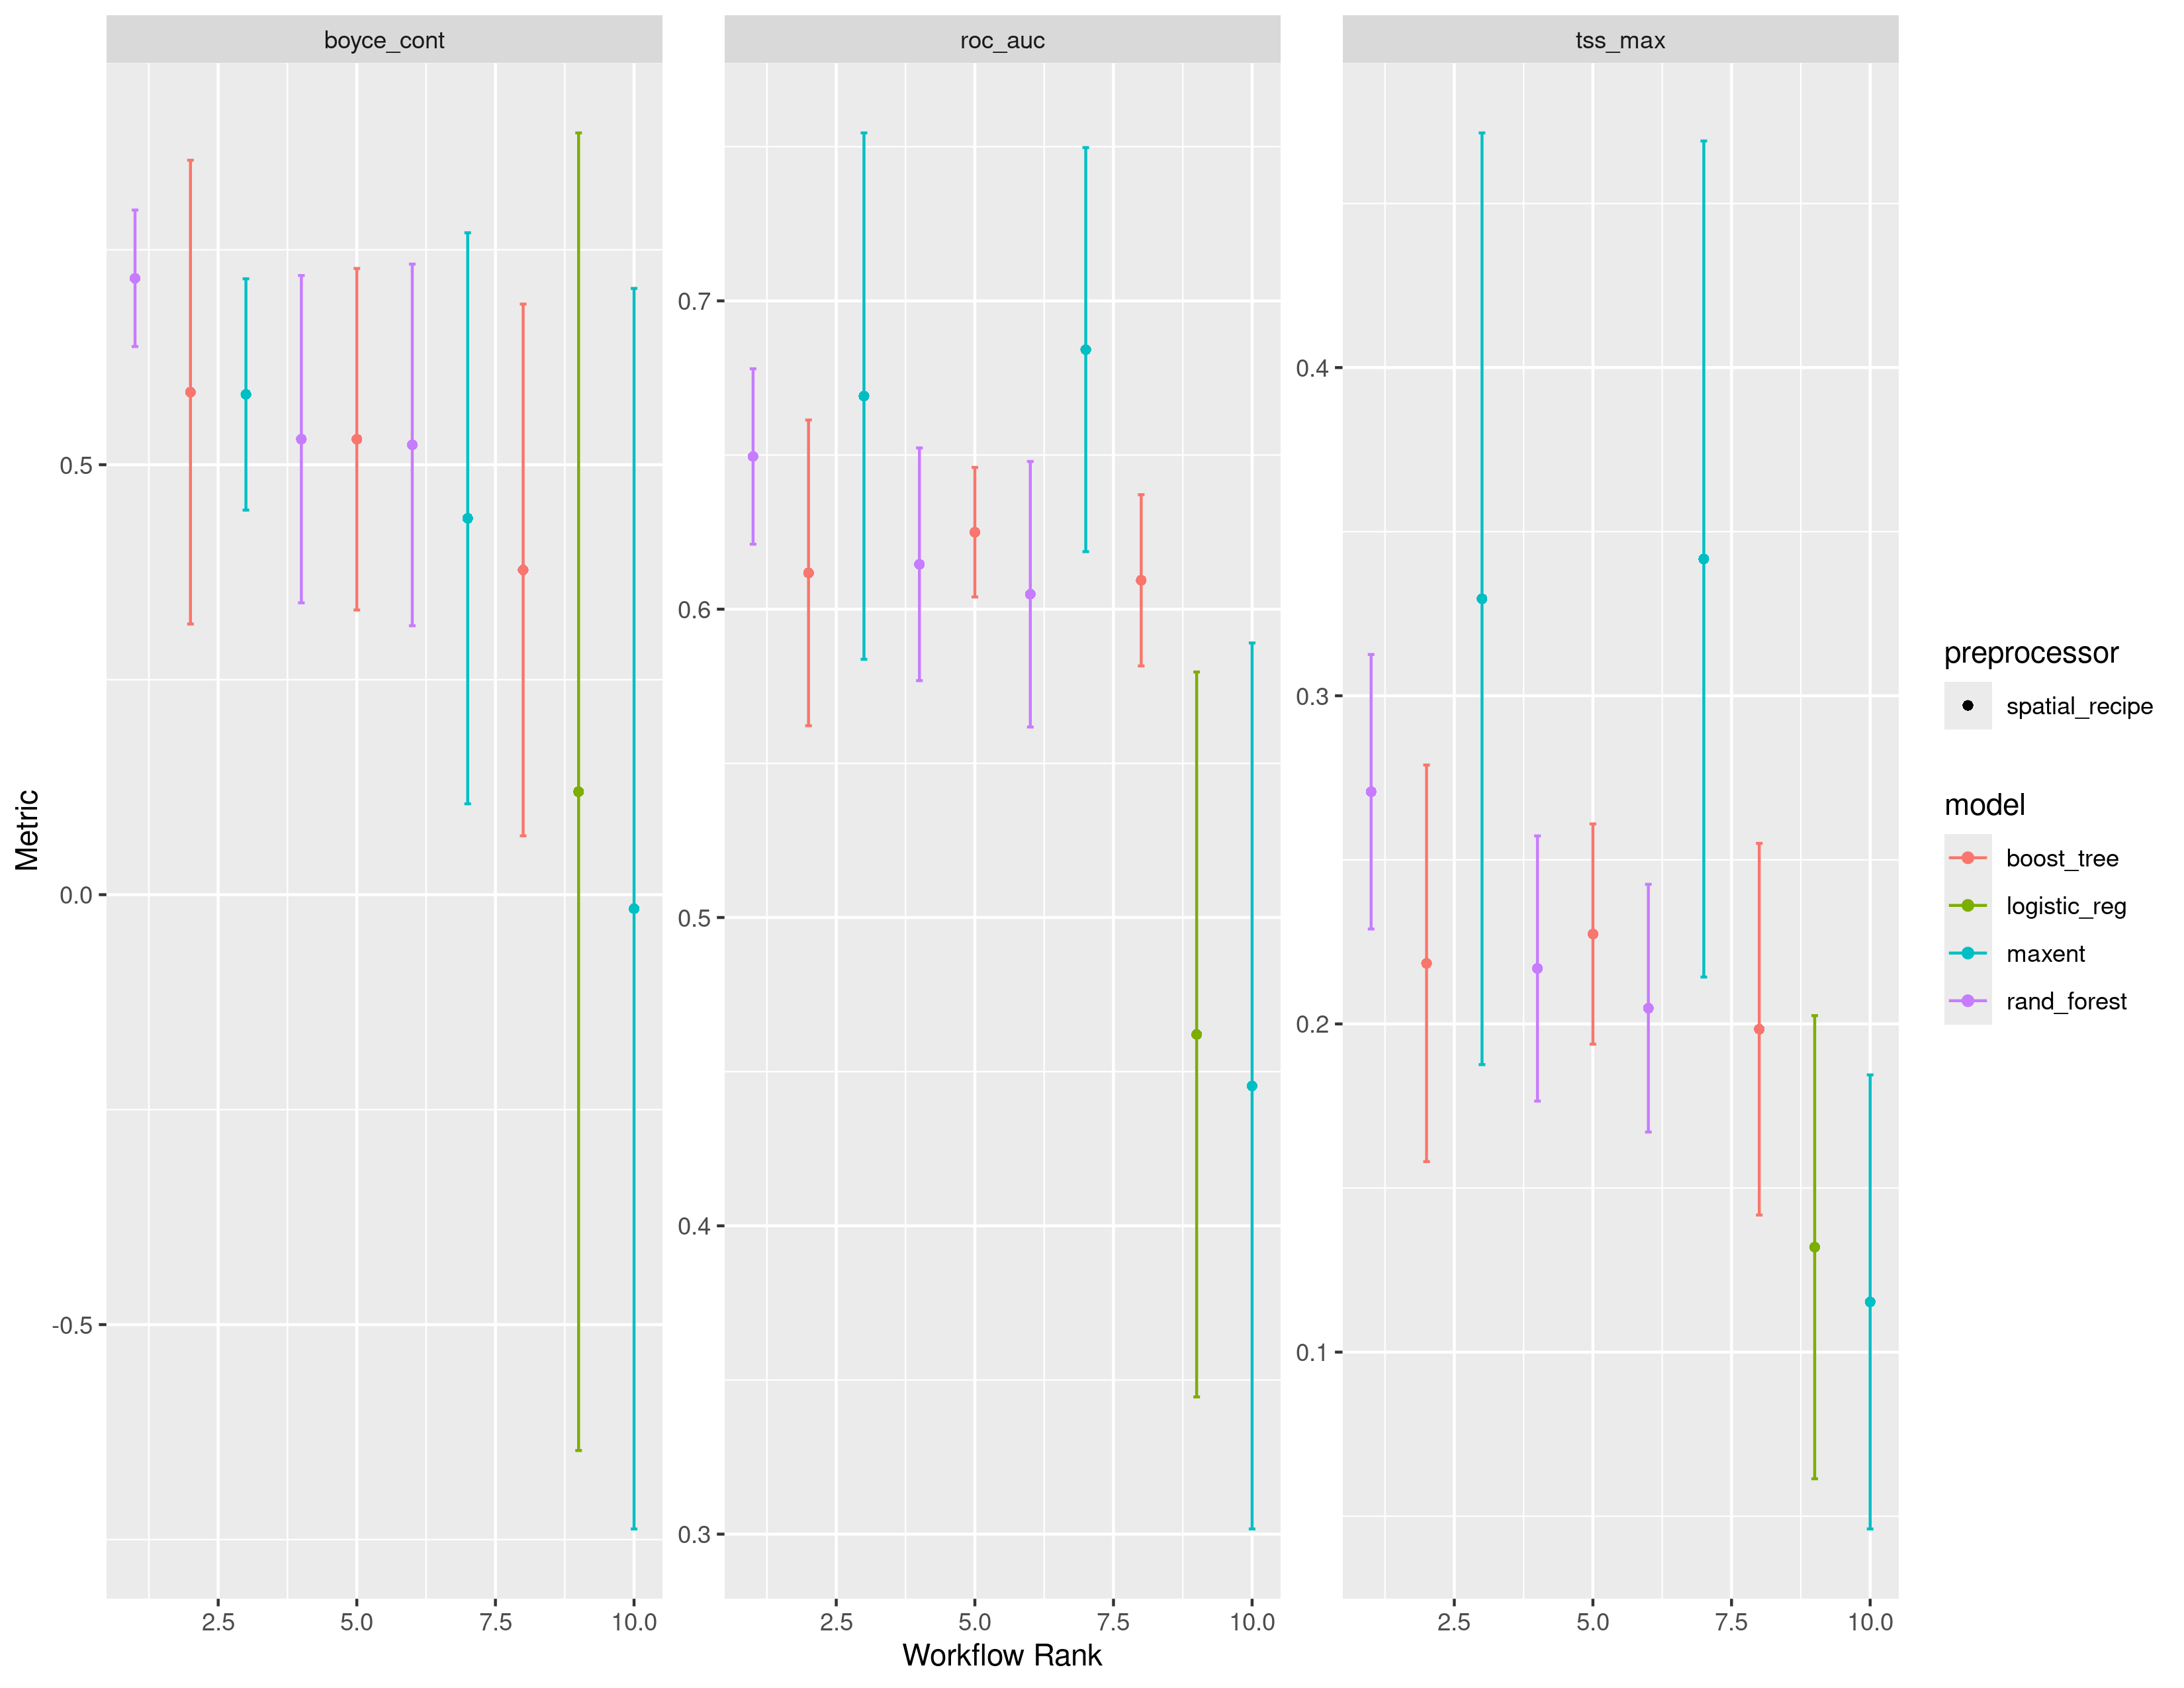 boyce_cont
roc_auc
tss_max
0.5
0.0
-0.5
0.7
0.6
0.5
0.4
0.3
0.4
0.3
0.2
0.1
2.5 5.0 7.5 10.0
2.5 5.0 7.5 10.0
2.5 5.0 7.5 10.0
Workflow Rank
Metric
preprocessor
spatial_recipe
model
boost_tree
logistic_reg
maxent
rand_forest